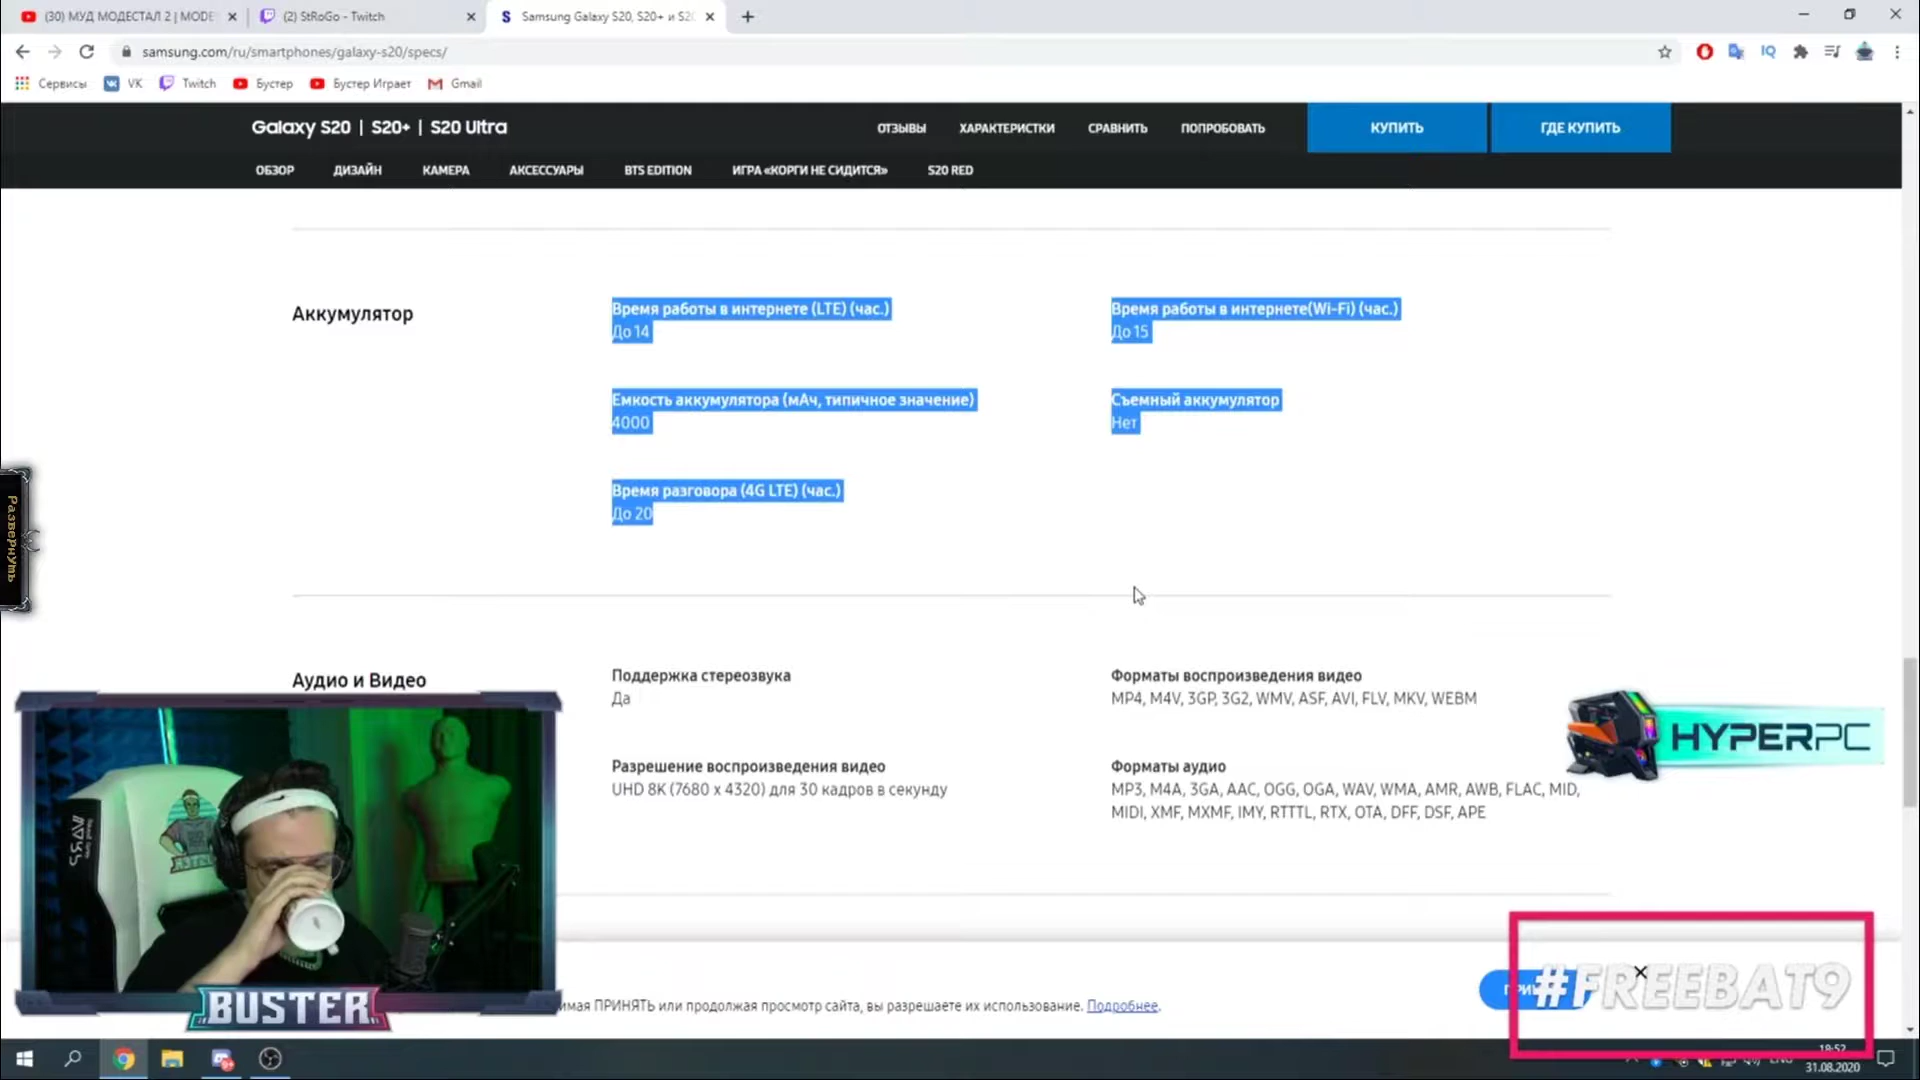 (30) МУД МОДЕСТАЛ 2 | MODE
(2) StRoGo - Twitch
Samsung Galaxy S20, S20+ и S2
samsung.com/ru/smartphones/galaxy-s20/specs/
Сервисы VK Twitch Бустер Бустер Играет Gmail
Galaxy S20 | S20+ | S20 Ultra
ОТЗЫВЫ ХАРАКТЕРИСТИКИ СРАВНИТЬ ПОПРОБОВАТЬ КУПИТЬ ГДЕ КУПИТЬ
ОБЗОР ДИЗАЙН КАМЕРА АКСЕССУАРЫ BTS EDITION ИГРА «КОРГИ НЕ СИДИТСЯ» S20 RED
Аккумулятор
Время работы в интернете (LTE) (час.)
До 14
Время работы в интернете(Wi-Fi) (час.)
До 15
Емкость аккумулятора (мАч, типичное значение)
4000
Съемный аккумулятор
Нет
Время разговора (4G LTE) (час.)
До 20
Развернуть
Аудио и Видео
Поддержка стереозвука
Да
Форматы воспроизведения видео
MP4, M4V, 3GP, 3G2, WMV, ASF, AVI, FLV, MKV, WEBM
Разрешение воспроизведения видео
UHD 8K (7680 x 4320) для 30 кадров в секунду
Форматы аудио
MP3, M4A, 3GA, AAC, OGG, OGA, WAV, WMA, AMR, AWB, FLAC, MID,
MIDI, XMF, MXMF, IMY, RTTTL, RTX, OTA, DFF, DSF, APE
HYPERPC
BUSTER
имая ПРИНЯТЬ или продолжая просмотр сайта, вы разрешаете их использование. Подробнее.
#FREEBAT9
18:52
31.08.2020